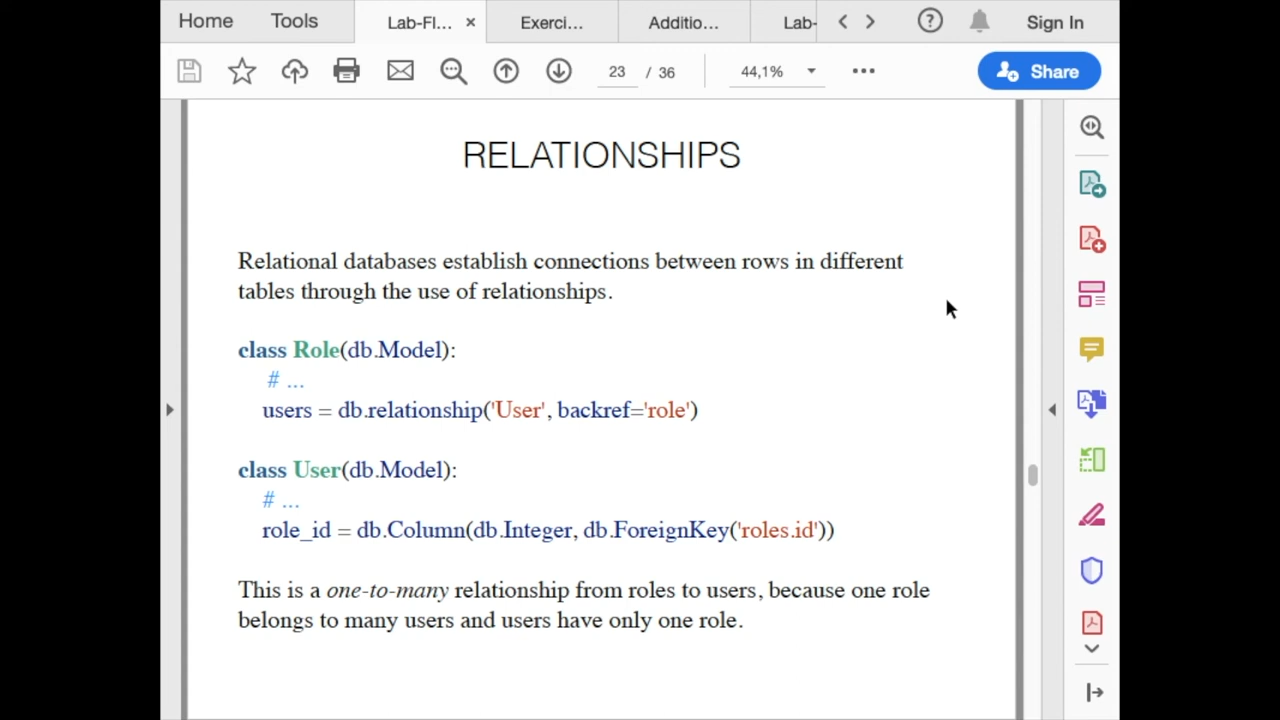 Home Tools Lab-Fl... × Exerci... Additio... Lab- Sign In
23 / 36 44,1% Share
RELATIONSHIPS
Relational databases establish connections between rows in different
tables through the use of relationships.
class Role(db.Model):
# ...
users = db.relationship('User', backref='role')
class User(db.Model):
# ...
role_id = db.Column(db.Integer, db.ForeignKey('roles.id'))
This is a one-to-many relationship from roles to users, because one role
belongs to many users and users have only one role.